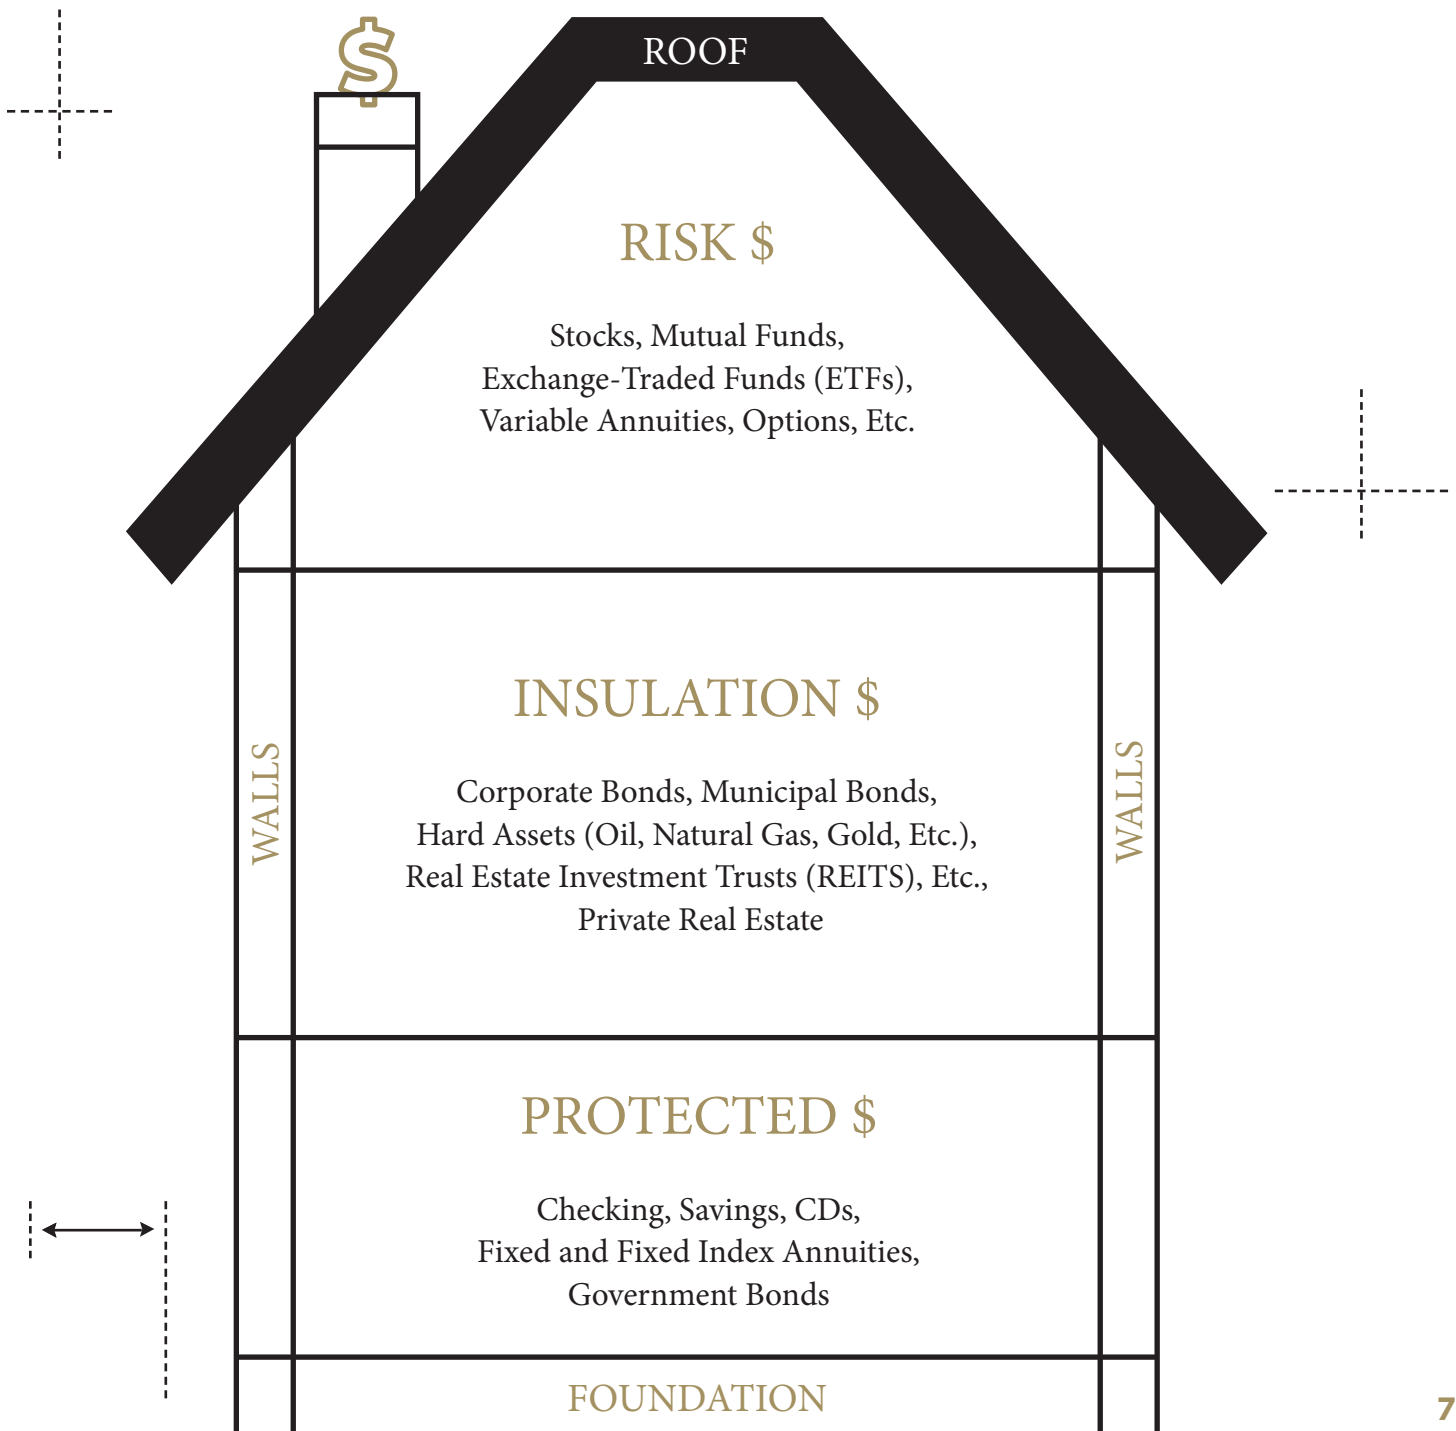 $
ROOF
RISK $
Stocks, Mutual Funds,
Exchange-Traded Funds (ETFs),
Variable Annuities, Options, Etc.
INSULATION $
WALLS
WALLS
Corporate Bonds, Municipal Bonds,
Hard Assets (Oil, Natural Gas, Gold, Etc.),
Real Estate Investment Trusts (REITS), Etc.,
Private Real Estate
PROTECTED $
Checking, Savings, CDs,
Fixed and Fixed Index Annuities,
Government Bonds
FOUNDATION
7